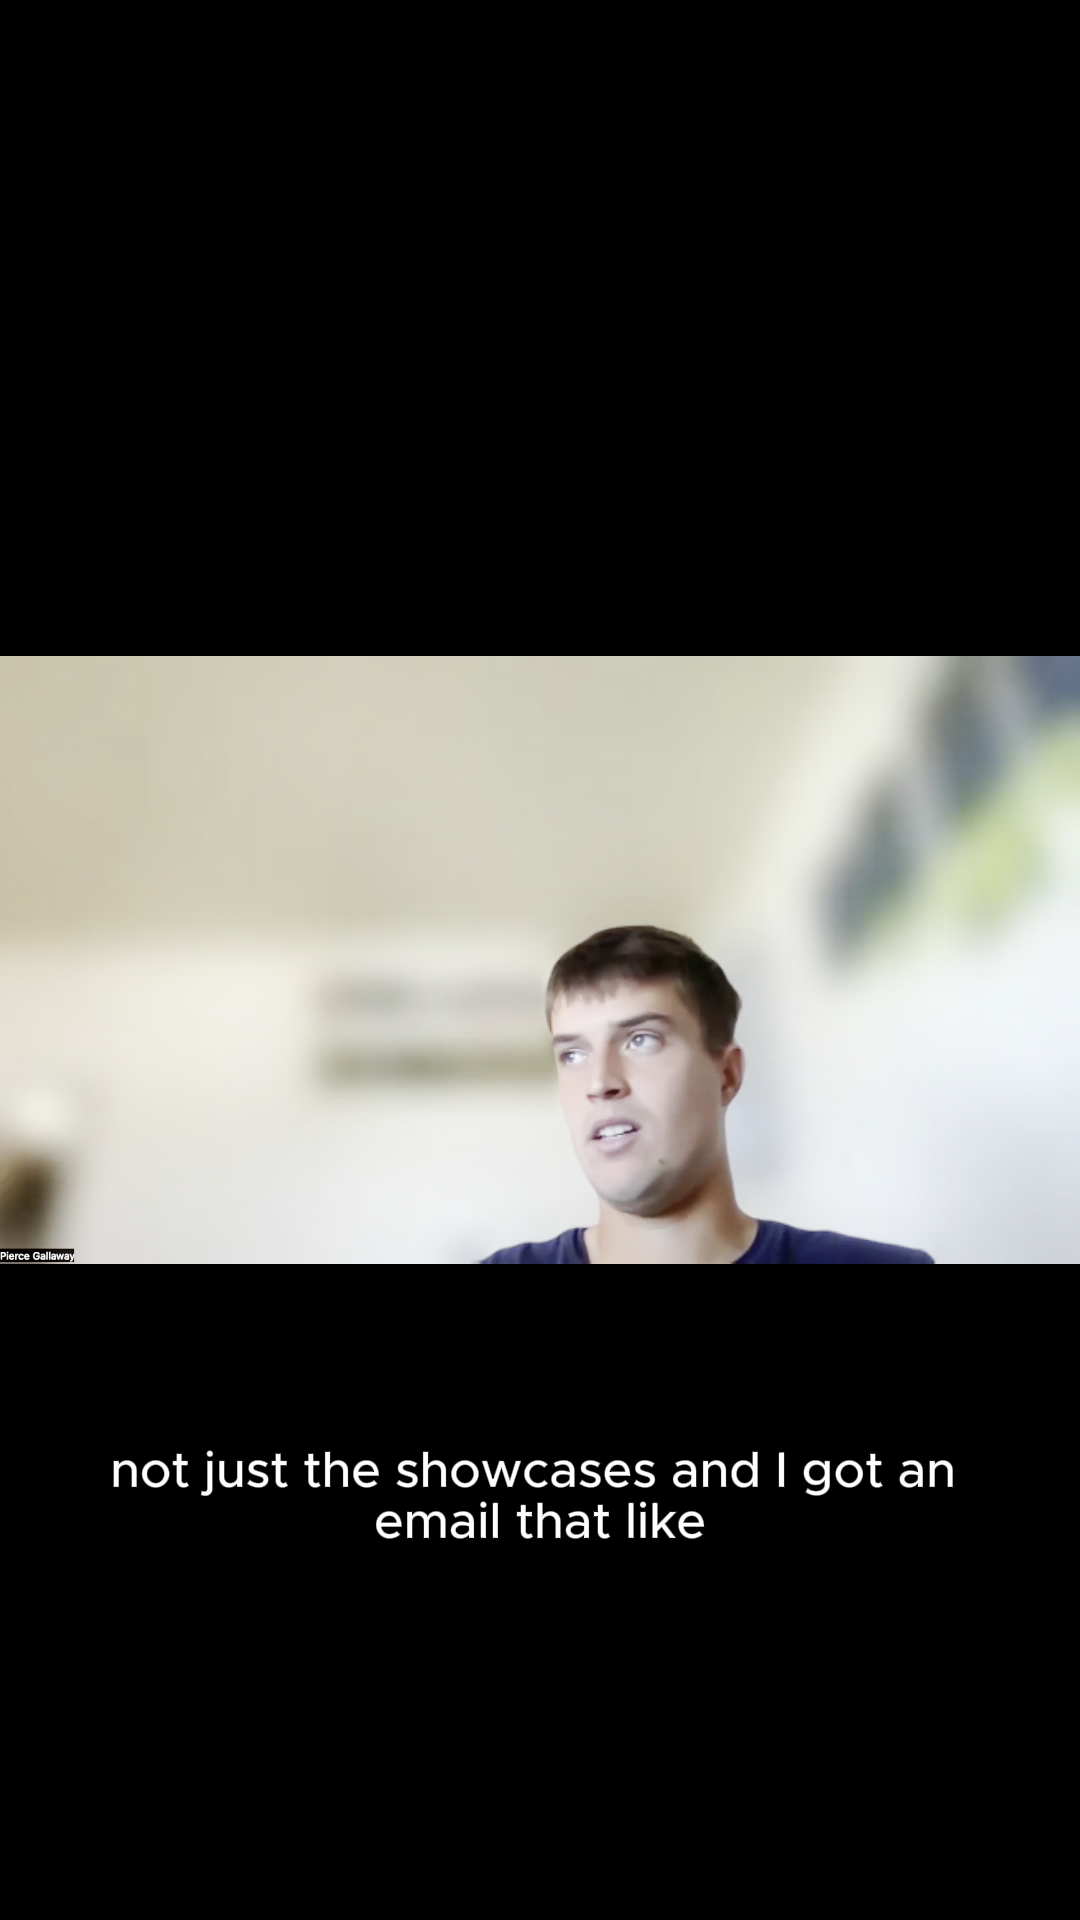 Pierce Gallaway
not just the showcases and I got an
email that like